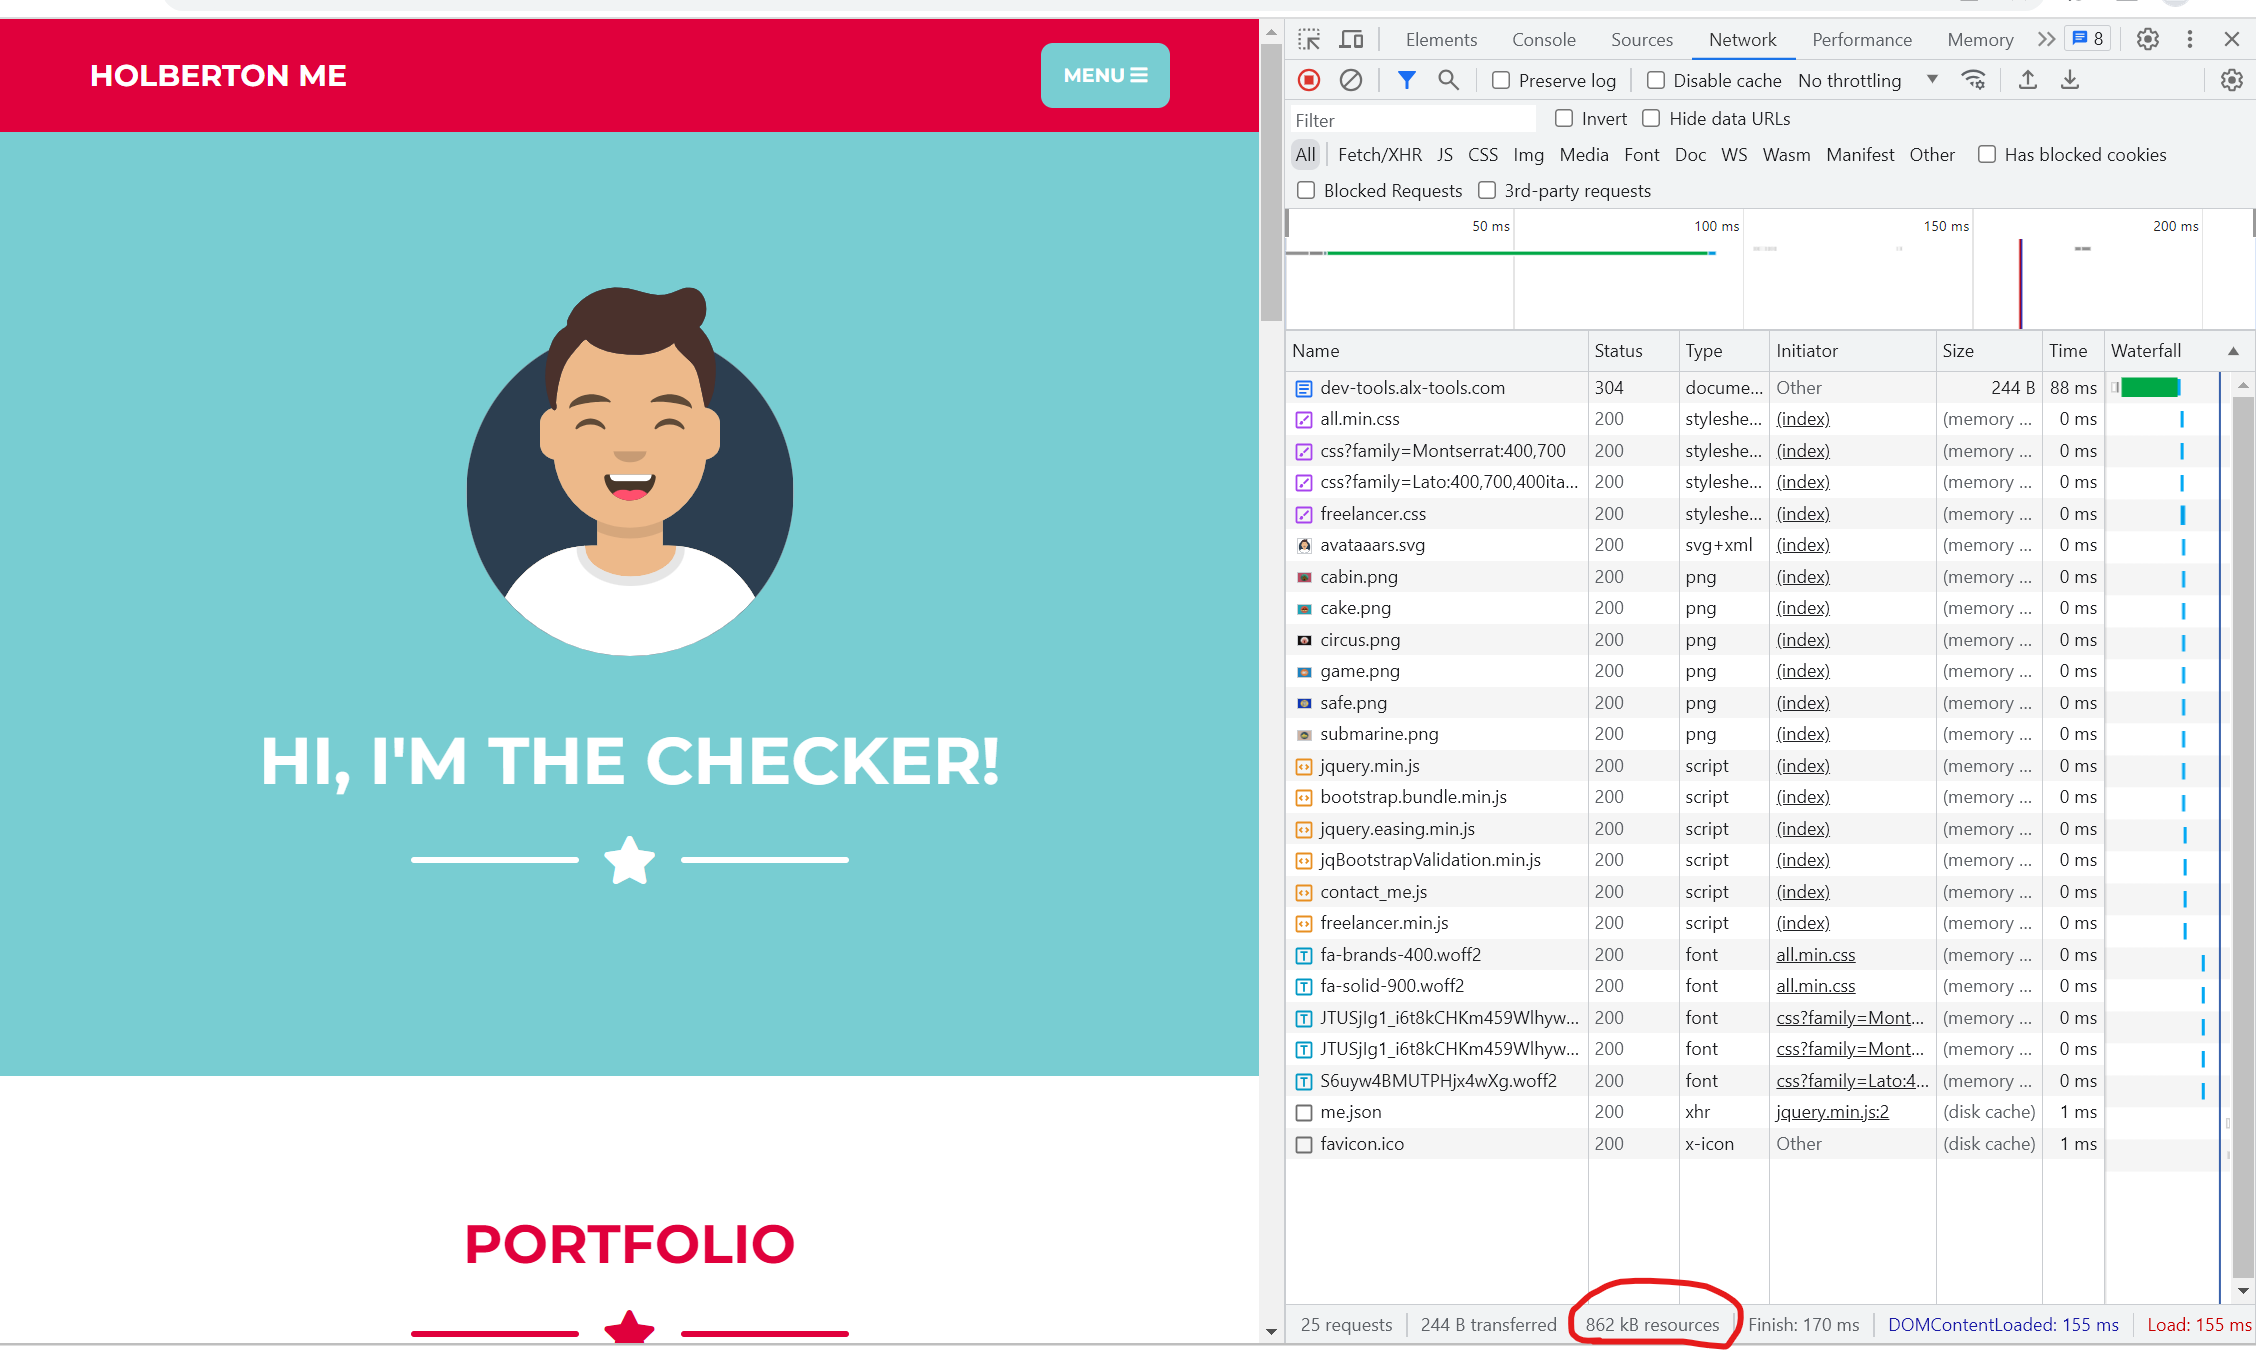 HOLBERTON ME
MENU
HI, I'M THE CHECKER!
PORTFOLIO
Elements Console Sources Network Performance Memory 8
Preserve log Disable cache No throttling
Filter Invert Hide data URLs
All Fetch/XHR JS CSS Img Media Font Doc WS Wasm Manifest Other Has blocked cookies
Blocked Requests 3rd-party requests
50 ms 100 ms 150 ms 200 ms
Name Status Type Initiator Size Time Waterfall
dev-tools.alx-tools.com 304 docume... Other 244 B 88 ms
all.min.css 200 styleshe... (index) (memory ... 0 ms
css?family=Montserrat:400,700 200 styleshe... (index) (memory ... 0 ms
css?family=Lato:400,700,400ita... 200 styleshe... (index) (memory ... 0 ms
freelancer.css 200 styleshe... (index) (memory ... 0 ms
avataaars.svg 200 svg+xml (index) (memory ... 0 ms
cabin.png 200 png (index) (memory ... 0 ms
cake.png 200 png (index) (memory ... 0 ms
circus.png 200 png (index) (memory ... 0 ms
game.png 200 png (index) (memory ... 0 ms
safe.png 200 png (index) (memory ... 0 ms
submarine.png 200 png (index) (memory ... 0 ms
jquery.min.js 200 script (index) (memory ... 0 ms
bootstrap.bundle.min.js 200 script (index) (memory ... 0 ms
jquery.easing.min.js 200 script (index) (memory ... 0 ms
jqBootstrapValidation.min.js 200 script (index) (memory ... 0 ms
contact_me.js 200 script (index) (memory ... 0 ms
freelancer.min.js 200 script (index) (memory ... 0 ms
fa-brands-400.woff2 200 font all.min.css (memory ... 0 ms
fa-solid-900.woff2 200 font all.min.css (memory ... 0 ms
JTUSjIg1_i6t8kCHKm459Wlhyw... 200 font css?family=Mont... (memory ... 0 ms
JTUSjIg1_i6t8kCHKm459Wlhyw... 200 font css?family=Mont... (memory ... 0 ms
S6uyw4BMUTPHjx4wXg.woff2 200 font css?family=Lato:4... (memory ... 0 ms
me.json 200 xhr jquery.min.js:2 (disk cache) 1 ms
favicon.ico 200 x-icon Other (disk cache) 1 ms
25 requests 244 B transferred 862 kB resources Finish: 170 ms DOMContentLoaded: 155 ms Load: 155 ms